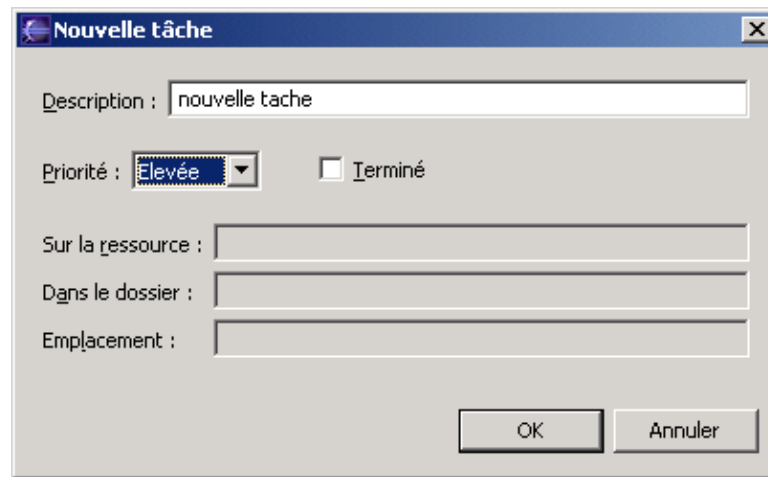 Nouvelle tâche
Description : nouvelle tache
Priorité : Elevée Terminé
Sur la ressource :
Dans le dossier :
Emplacement :
OK Annuler